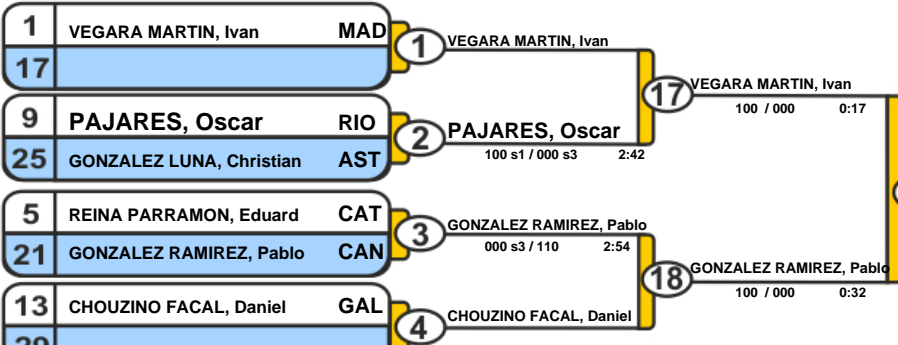 1 VEGARA MARTIN, Ivan MAD
17
1
VEGARA MARTIN, Ivan
9 PAJARES, Oscar RIO
25 GONZALEZ LUNA, Christian AST
2
PAJARES, Oscar
100 s1 / 000 s3 2:42
17
VEGARA MARTIN, Ivan
100 / 000 0:17
5 REINA PARRAMON, Eduard CAT
21 GONZALEZ RAMIREZ, Pablo CAN
3
GONZALEZ RAMIREZ, Pablo
000 s3 / 110 2:54
13 CHOUZINO FACAL, Daniel GAL
29
4
CHOUZINO FACAL, Daniel
18
GONZALEZ RAMIREZ, Pablo
100 / 000 0:32